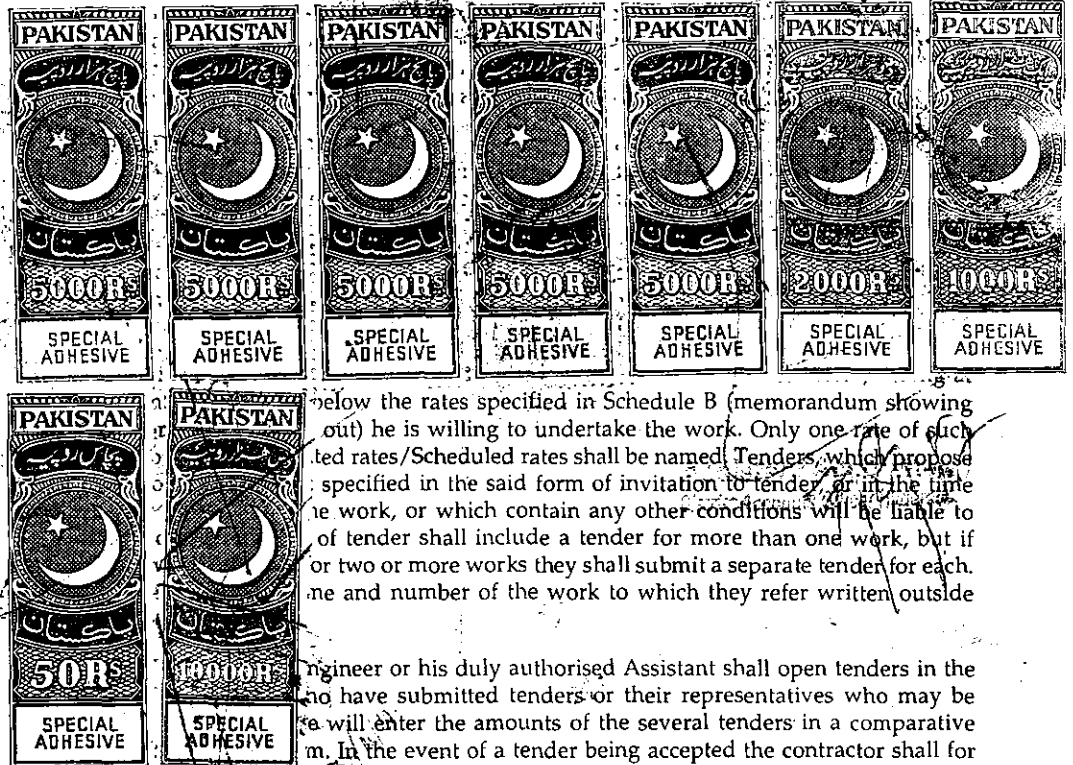 PAKISTAN PAKISTAN PAKISTAN PAKISTAN PAKISTAN PAKISTAN PAKISTAN
پانچ ہزار روپیہ پانچ ہزار روپیہ پانچ ہزار روپیہ پانچ ہزار روپیہ پانچ ہزار روپیہ
پاکستان پاکستان پاکستان پاکستان پاکستان پاکستان پاکستان
5000RS 5000RS 5000RS 5000RS 5000RS 2000RS 1000RS
SPECIAL SPECIAL SPECIAL SPECIAL SPECIAL SPECIAL SPECIAL
ADHESIVE ADHESIVE ADHESIVE ADHESIVE ADHESIVE ADHESIVE ADHESIVE
PAKISTAN PAKISTAN
پچاس روپیہ
پاکستان پاکستان
50RS 10000RS
SPECIAL SPECIAL
ADHESIVE ADHESIVE
below the rates specified in Schedule B (memorandum showing
out) he is willing to undertake the work. Only one rate of such
ted rates/Scheduled rates shall be named. Tenders, which propose
specified in the said form of invitation to tender, or in the time
work, or which contain any other conditions will be liable to
of tender shall include a tender for more than one work, but if
or two or more works they shall submit a separate tender for each.
me and number of the work to which they refer written outside
ngineer or his duly authorised Assistant shall open tenders in the
have submitted tenders or their representatives who may be
will enter the amounts of the several tenders in a comparative
m. In the event of a tender being accepted the contractor shall for